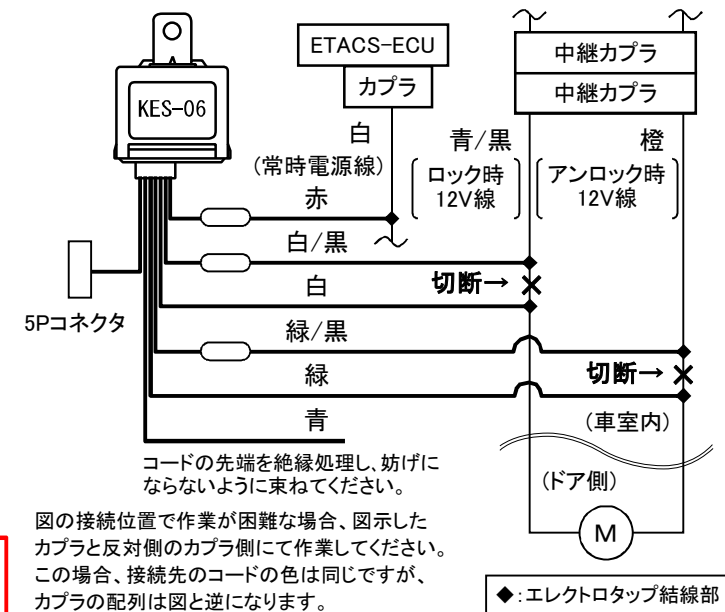 KES-06
ETACS-ECU
カプラ
中継カプラ
中継カプラ
白
(常時電源線)
青/黒
ロック時
12V線
橙
アンロック時
12V線
赤
白/黒
切断→
白
5Pコネクタ
緑/黒
切断→
緑
青
(車室内)
コードの先端を絶縁処理し、妨げに
ならないように束ねてください。
(ドア側)
M
図の接続位置で作業が困難な場合、図示した
カプラと反対側のカプラ側にて作業してください。
この場合、接続先のコードの色は同じですが、
カプラの配列は図と逆になります。
◆:エレクトロタップ結線部